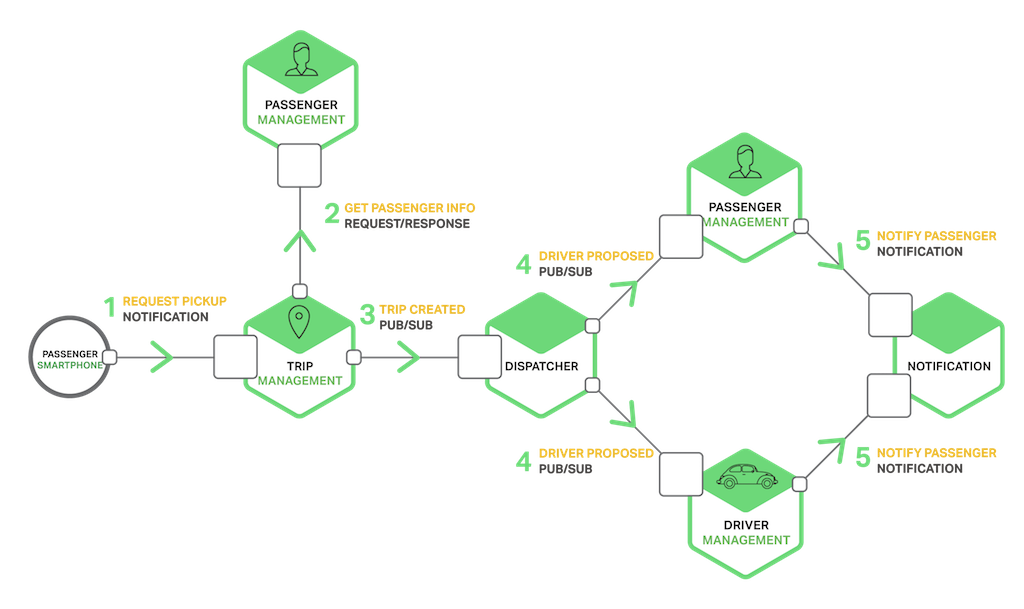 PASSENGER
MANAGEMENT
2 GET PASSENGER INFO
REQUEST/RESPONSE
1 REQUEST PICKUP
NOTIFICATION
PASSENGER
SMARTPHONE
TRIP
MANAGEMENT
3 TRIP CREATED
PUB/SUB
DISPATCHER
4 DRIVER PROPOSED
PUB/SUB
PASSENGER
MANAGEMENT
5 NOTIFY PASSENGER
NOTIFICATION
NOTIFICATION
4 DRIVER PROPOSED
PUB/SUB
DRIVER
MANAGEMENT
5 NOTIFY PASSENGER
NOTIFICATION